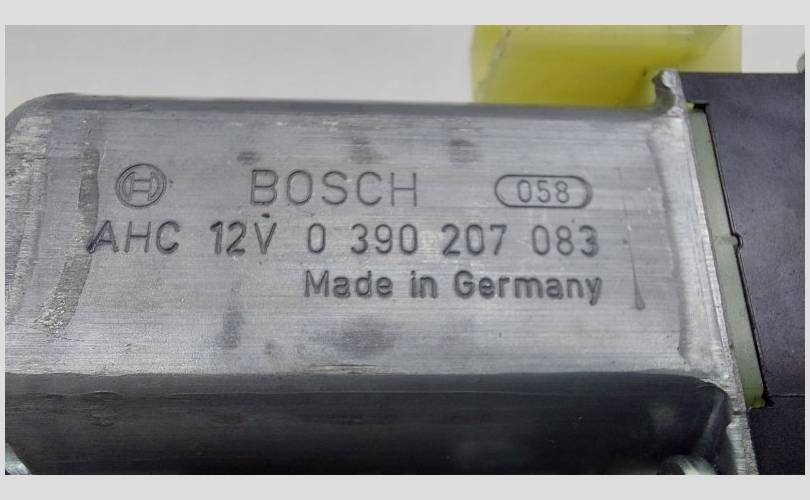 BOSCH 058
AHC 12V 0 390 207 083
Made in Germany